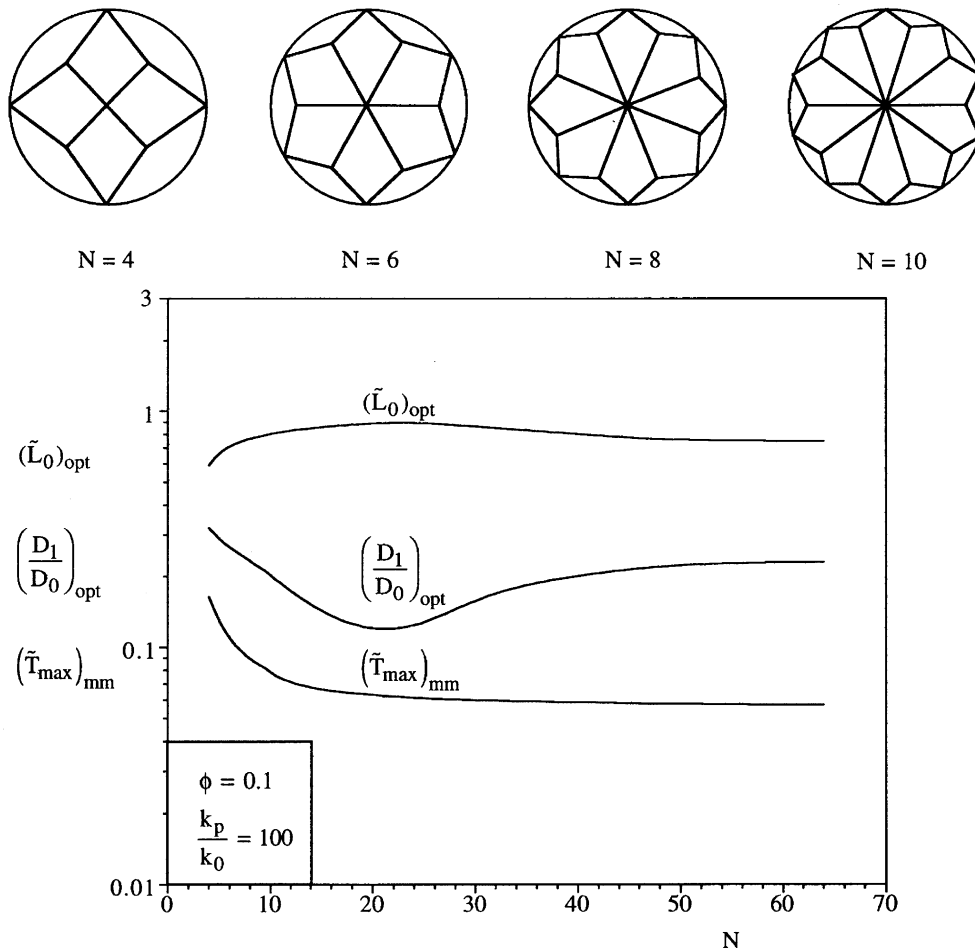 N = 4
N = 6
N = 8
N = 10
3
1
0.1
0.01
(L̃₀)opt
(D₁/D₀)opt
(T̃max)mm
(L̃₀)opt
(D₁/D₀)opt
(T̃max)mm
ϕ = 0.1
kp/k₀ = 100
0 10 20 30 40 50 60 70
N